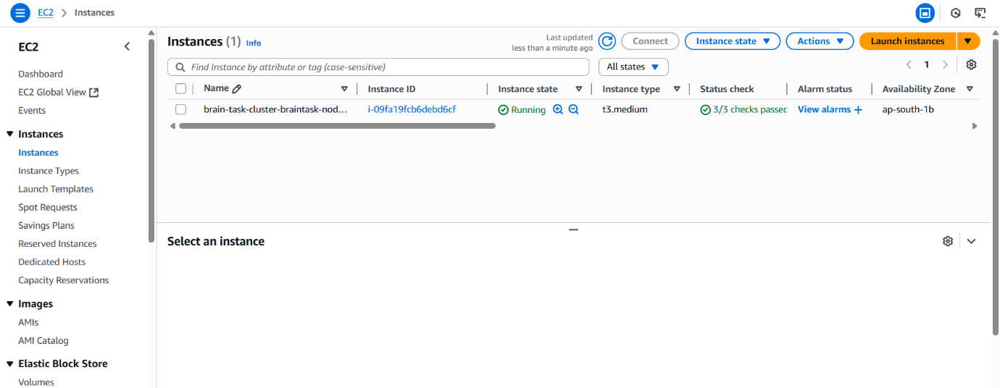 EC2 > Instances
EC2
Dashboard
EC2 Global View
Events
Instances
Instances
Instance Types
Launch Templates
Spot Requests
Savings Plans
Reserved Instances
Dedicated Hosts
Capacity Reservations
Images
AMIs
AMI Catalog
Elastic Block Store
Volumes
Instances (1) Info
Last updated
less than a minute ago
Connect
Instance state
Actions
Launch instances
Find Instance by attribute or tag (case-sensitive)
All states
1
Name Instance ID Instance state Instance type Status check Alarm status Availability Zone
brain-task-cluster-braintask-nod... i-09fa19fcb6debd6cf Running t3.medium 3/3 checks passec View alarms + ap-south-1b
Select an instance